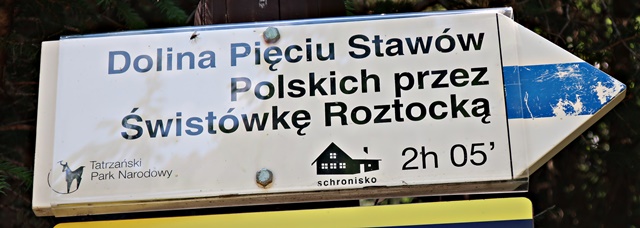 Dolina Pięciu Stawów
Polskich przez
Świstówkę Roztocką
Tatrzański
Park Narodowy
schronisko
2h 05'